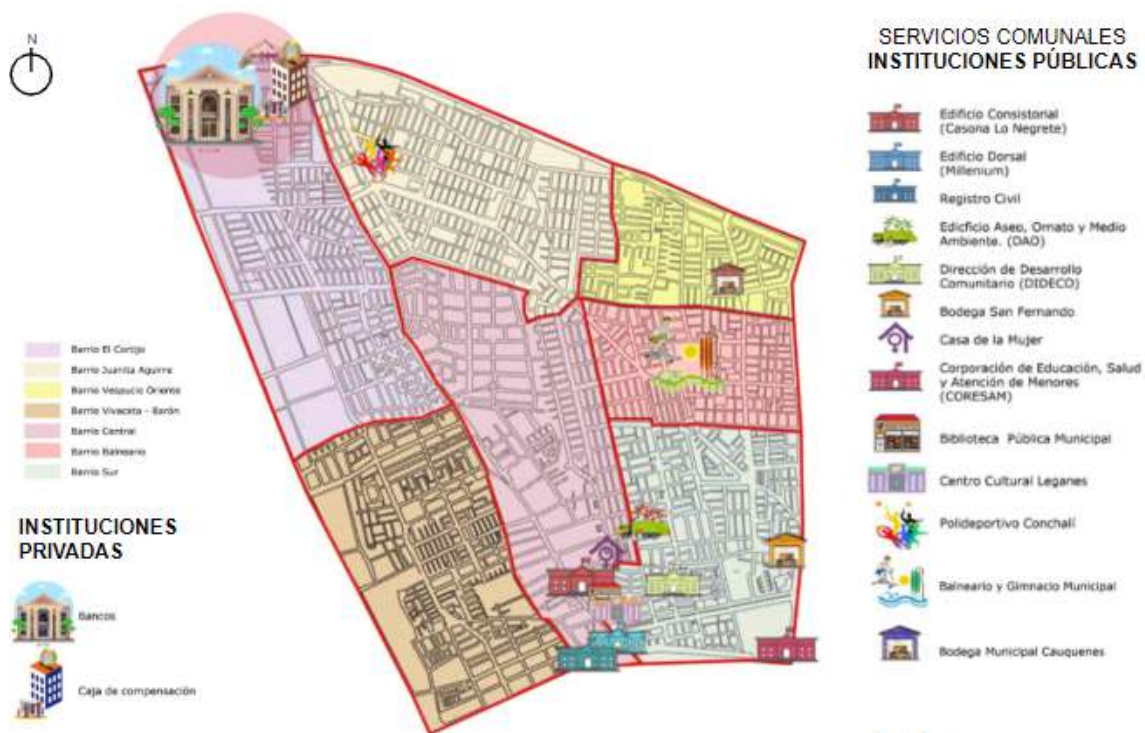 N
SERVICIOS COMUNALES
INSTITUCIONES PÚBLICAS
Edificio Consistorial
(Casona Lo Negrete)
Edificio Dorsal
(Millenium)
Registro Civil
Edicficio Aseo, Ornato y Medio
Ambiente. (DAO)
Dirección de Desarrollo
Comunitario (DIDECO)
Bodega San Fernando
Casa de la Mujer
Corporación de Educación, Salud
y Atención de Menores
(CORESAM)
Biblioteca Pública Municipal
Centro Cultural Leganes
Polideportivo Conchalí
Balneario y Gimnacio Municipal
Bodega Municipal Cauquenes
Barrio El Cortijo
Barrio Juanita Aguirre
Barrio Vespucio Oriente
Barrio Vivaceta - Barón
Barrio Central
Barrio Balneario
Barrio Sur
INSTITUCIONES
PRIVADAS
Bancos
Caja de compensación